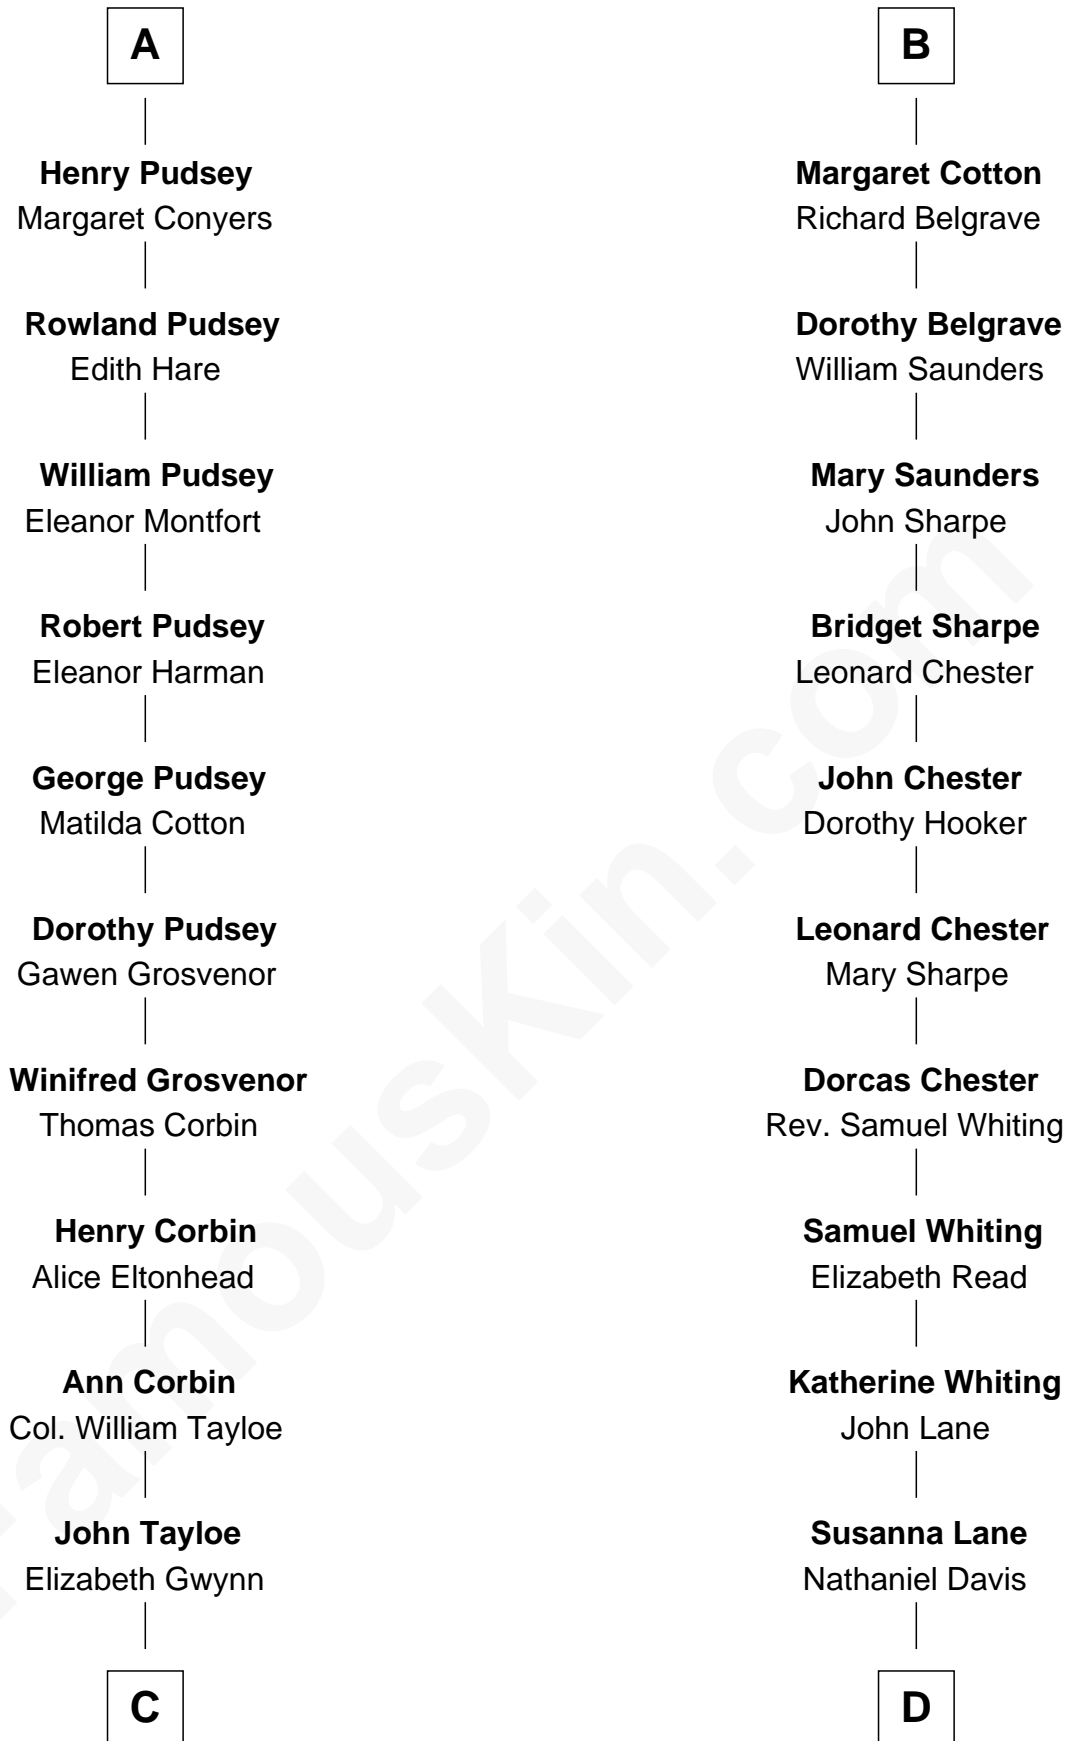 A
Henry Pudsey
Margaret Conyers
Rowland Pudsey
Edith Hare
William Pudsey
Eleanor Montfort
Robert Pudsey
Eleanor Harman
George Pudsey
Matilda Cotton
Dorothy Pudsey
Gawen Grosvenor
Winifred Grosvenor
Thomas Corbin
Henry Corbin
Alice Eltonhead
Ann Corbin
Col. William Tayloe
John Tayloe
Elizabeth Gwynn
C
B
Margaret Cotton
Richard Belgrave
Dorothy Belgrave
William Saunders
Mary Saunders
John Sharpe
Bridget Sharpe
Leonard Chester
John Chester
Dorothy Hooker
Leonard Chester
Mary Sharpe
Dorcas Chester
Rev. Samuel Whiting
Samuel Whiting
Elizabeth Read
Katherine Whiting
John Lane
Susanna Lane
Nathaniel Davis
D
FamousKin.com